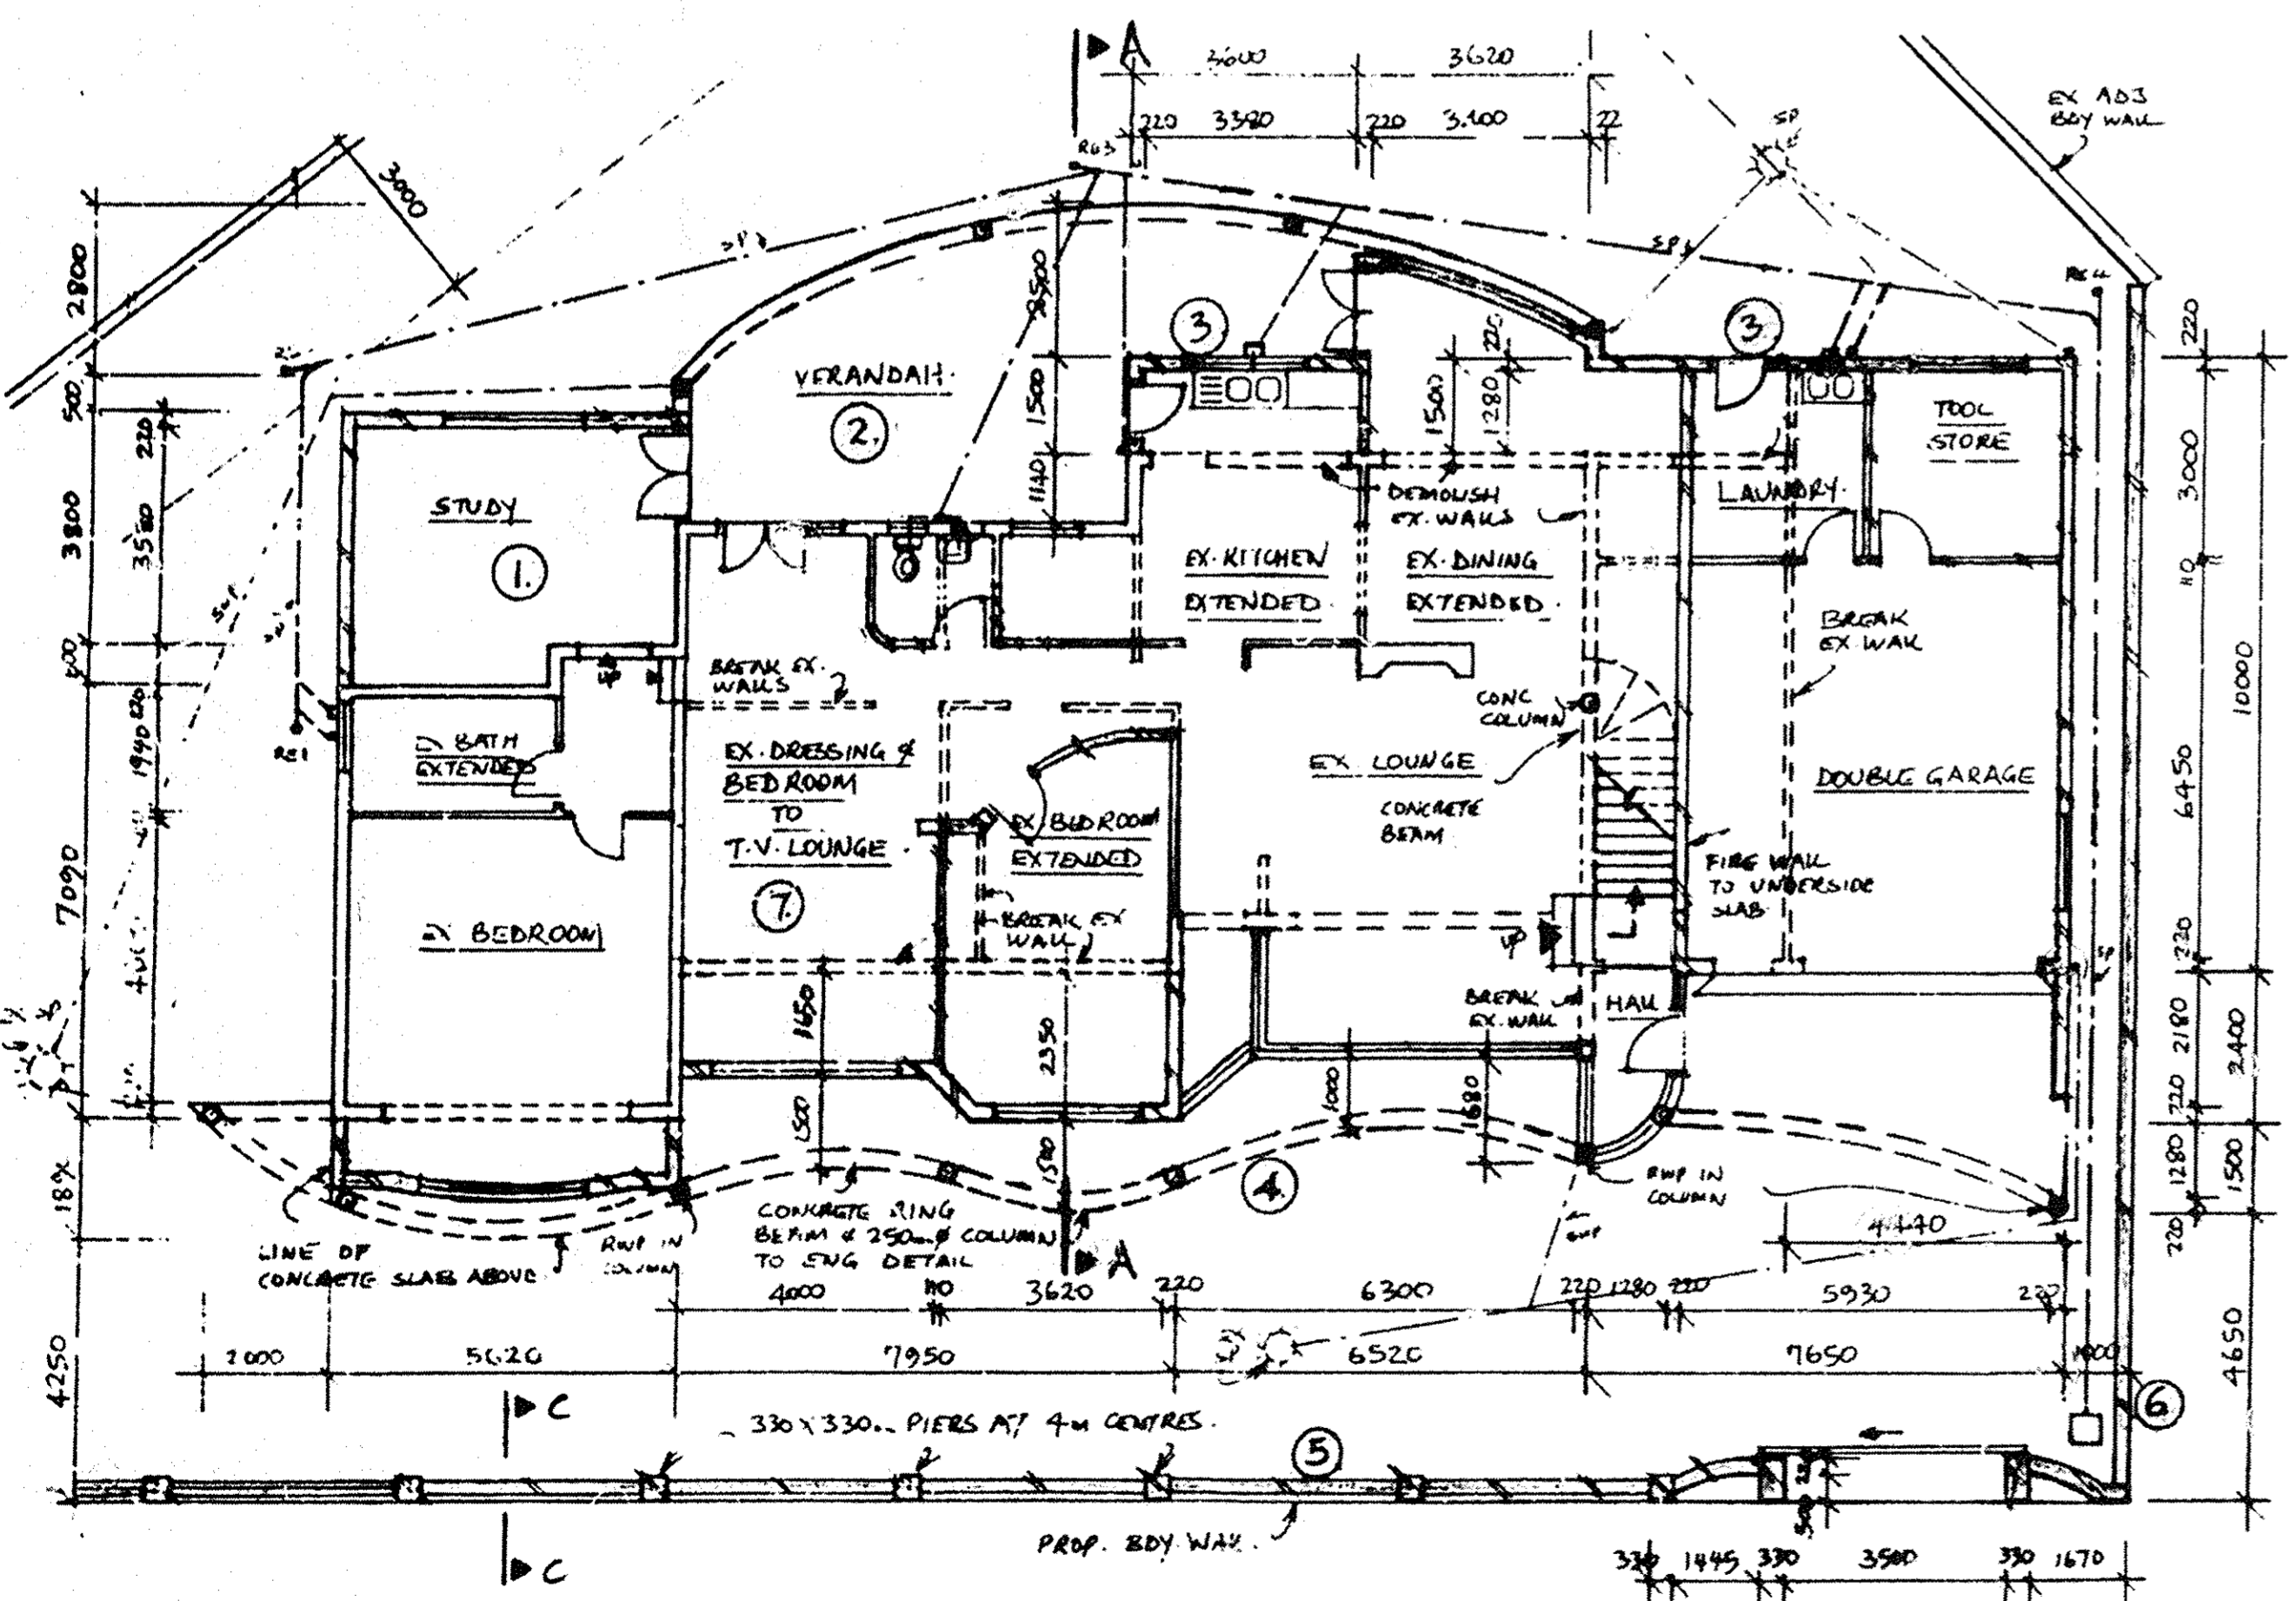 A
3600
3620
220
3380
220
3400
22
EX ADJ
BDY WALL
SP
3000
2800
500
220
3800
3580
600
220
1940
7090
4250
VERANDAH.
2.
3
3
3500
1500
1140
1500
220
1280
STUDY
1.
TOOL
STORE
LAUNDRY.
DEMOLISH
EX. WALLS
EX. KITCHEN
EXTENDED.
EX. DINING
EXTENDED.
BREAK
EX WALL
BREAK EX.
WALLS
CONC
COLUMN
EX BATH
EXTENDED
EX. DRESSING &
BEDROOM
TO
T.V. LOUNGE.
7.
EX. BEDROOM
EXTENDED
EX LOUNGE
CONCRETE
BEAM
DOUBLE GARAGE
FIRE WALL
TO UNDERSIDE
SLAB
EX BEDROOM
BREAK EX
WALL
UP
BREAK
EX. WALL
HALL
220
3000
110
10000
6450
220
2180
2400
220
1280
1500
220
4650
1650
2350
1500
1500
1000
1680
4.
RWP IN
COLUMN
4440
LINE OF
CONCRETE SLAB ABOVE
RWP IN
COLUMN
CONCRETE RING
BEAM & 250mm ø COLUMN
TO ENG DETAIL
A
4000
110
3620
220
6300
220
1280
220
5930
220
2000
5620
7950
6520
7650
1000
C
330 X 330mm PIERS AT 4m CENTRES.
5
6
PROP. BDY WALL.
C
330
1445
330
3500
330
1670